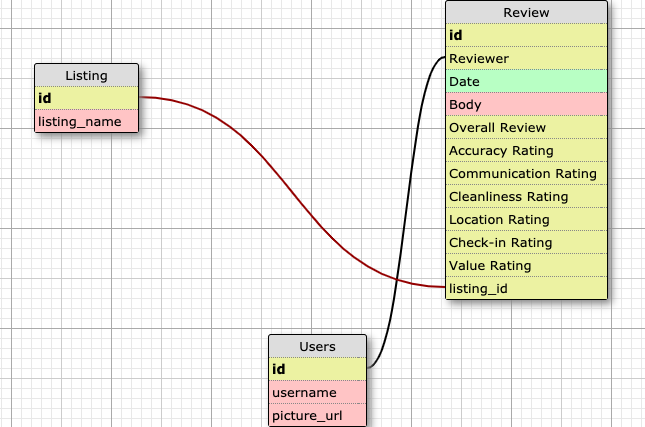 Review
id
Reviewer
Date
Body
Overall Review
Accuracy Rating
Communication Rating
Cleanliness Rating
Location Rating
Check-in Rating
Value Rating
listing_id
Listing
id
listing_name
Users
id
username
picture_url